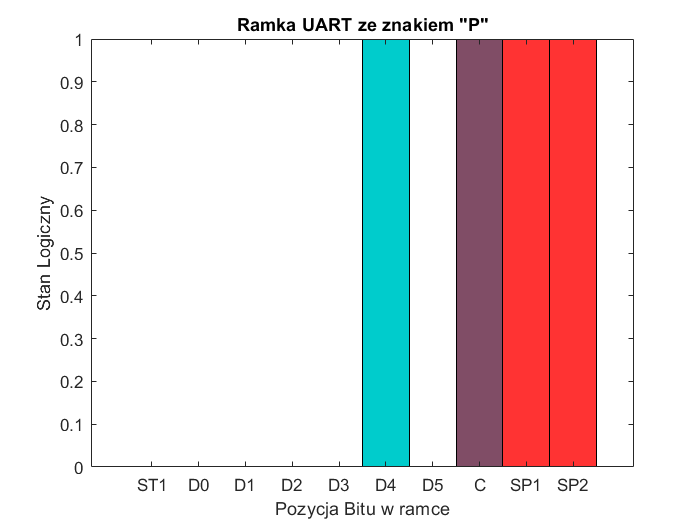 Ramka UART ze znakiem "P"
Stan Logiczny
1
0.9
0.8
0.7
0.6
0.5
0.4
0.3
0.2
0.1
0
ST1 D0 D1 D2 D3 D4 D5 C SP1 SP2
Pozycja Bitu w ramce